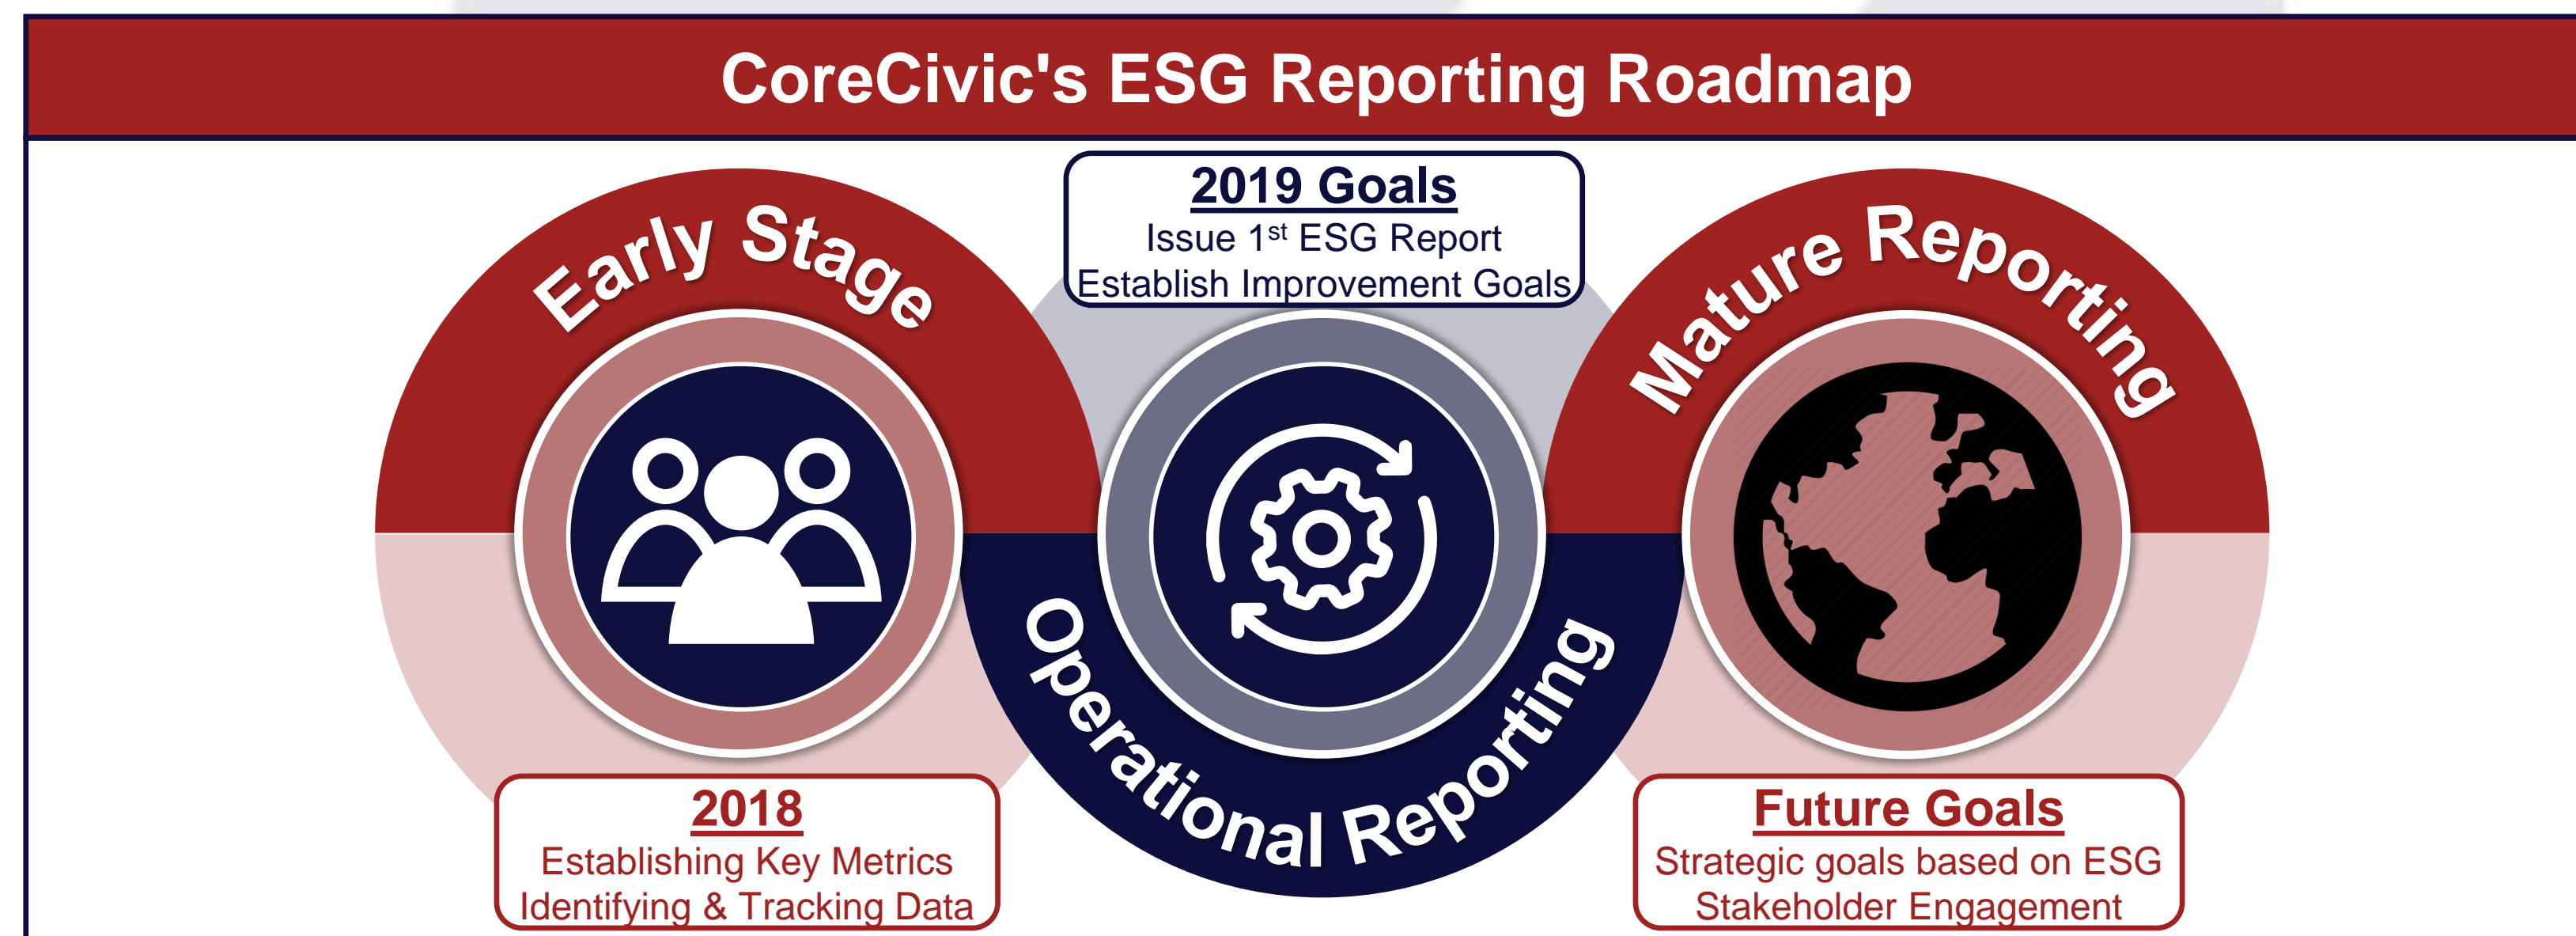 CoreCivic's ESG Reporting Roadmap
Early Stage
2018
Establishing Key Metrics
Identifying & Tracking Data
2019 Goals
Issue 1st ESG Report
Establish Improvement Goals
Operational Reporting
Mature Reporting
Future Goals
Strategic goals based on ESG
Stakeholder Engagement